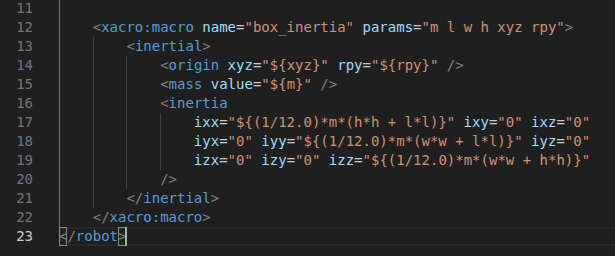 11
12 <xacro:macro name="box_inertia" params="m l w h xyz rpy">
13 <inertial>
14 <origin xyz="${xyz}" rpy="${rpy}" />
15 <mass value="${m}" />
16 <inertia
17 ixx="${(1/12.0)*m*(h*h + l*l)}" ixy="0" ixz="0"
18 iyx="0" iyy="${(1/12.0)*m*(w*w + l*l)}" iyz="0"
19 izx="0" izy="0" izz="${(1/12.0)*m*(w*w + h*h)}"
20 />
21 </inertial>
22 </xacro:macro>
23 </robot>